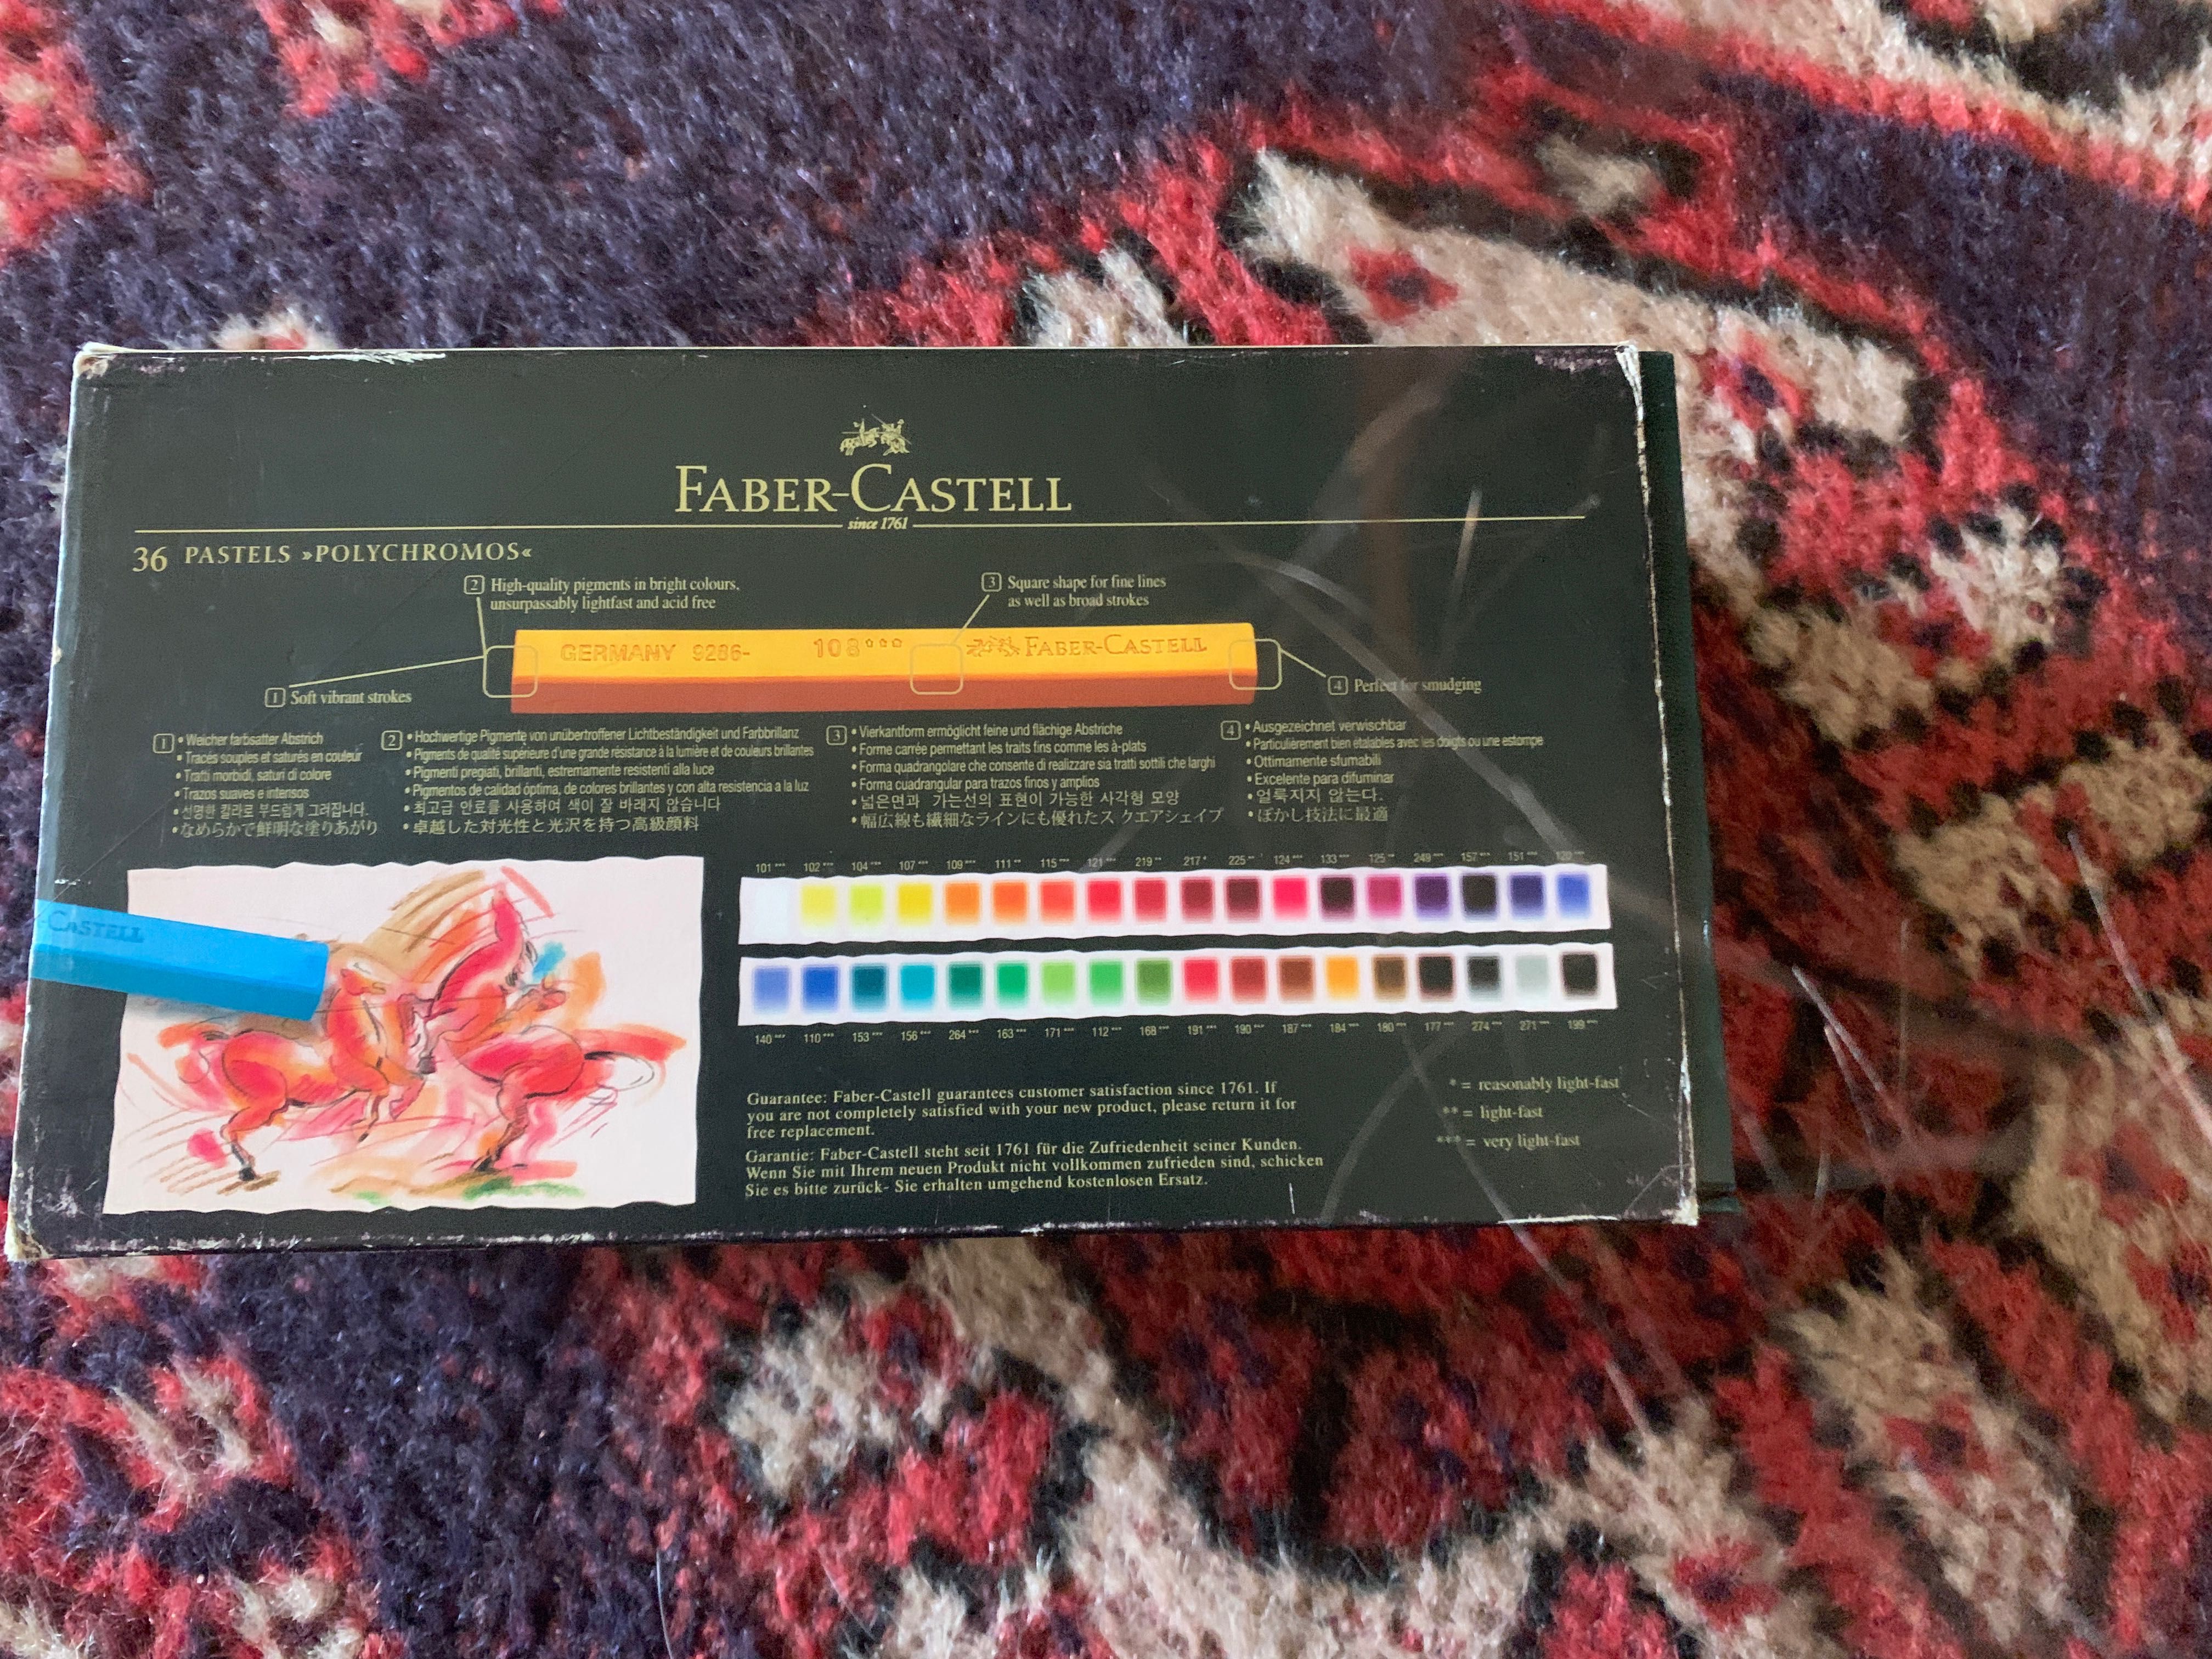 FABER-CASTELL
since 1761
36 PASTELS »POLYCHROMOS«
2 High-quality pigments in bright colours,
unsurpassably lightfast and acid free
3 Square shape for fine lines
as well as broad strokes
GERMANY 9286- 108*** FABER-CASTELL
1 Soft vibrant strokes
4 Perfect for smudging
1 • Weicher farbsatter Abstrich
• Tracés souples et saturés en couleur
• Tratti morbidi, saturi di colore
• Trazos suaves e intensos
• 선명한 칼라로 부드럽게 그려집니다.
• なめらかで鮮明な塗りあがり
2 • Hochwertige Pigmente von unübertroffener Lichtbeständigkeit und Farbbrillanz
• Pigments de qualité supérieure d'une grande résistance à la lumière et de couleurs brillantes
• Pigmenti pregiati, brillanti, estremamente resistenti alla luce
• Pigmentos de calidad óptima, de colores brillantes y con alta resistencia a la luz
• 최고급 안료를 사용하여 색이 잘 바래지 않습니다
• 卓越した対光性と光沢を持つ高級顔料
3 • Vierkantform ermöglicht feine und flächige Abstriche
• Forme carrée permettant les traits fins comme les à-plats
• Forma quadrangolare che consente di realizzare sia tratti sottili che larghi
• Forma cuadrangular para trazos finos y amplios
• 넓은면과 가는선의 표현이 가능한 사각형 모양
• 幅広線も繊細なラインにも優れたスクエアシェイプ
4 • Ausgezeichnet verwischbar
• Particulièrement bien étalables avec les doigts ou une estompe
• Ottimamente sfumabili
• Excelente para difuminar
• 얼룩지지 않는다.
• ぼかし技法に最適
CASTELL
101*** 102*** 104*** 107*** 109*** 111** 115*** 121*** 219** 217* 225** 124*** 133*** 125** 249*** 157*** 151*** 120***
140*** 110*** 153*** 156*** 264*** 163*** 171*** 112*** 168*** 191*** 190*** 187*** 184*** 180*** 177*** 274*** 271*** 199***
Guarantee: Faber-Castell guarantees customer satisfaction since 1761. If
you are not completely satisfied with your new product, please return it for
free replacement.
Garantie: Faber-Castell steht seit 1761 für die Zufriedenheit seiner Kunden.
Wenn Sie mit Ihrem neuen Produkt nicht vollkommen zufrieden sind, schicken
Sie es bitte zurück- Sie erhalten umgehend kostenlosen Ersatz.
* = reasonably light-fast
** = light-fast
*** = very light-fast